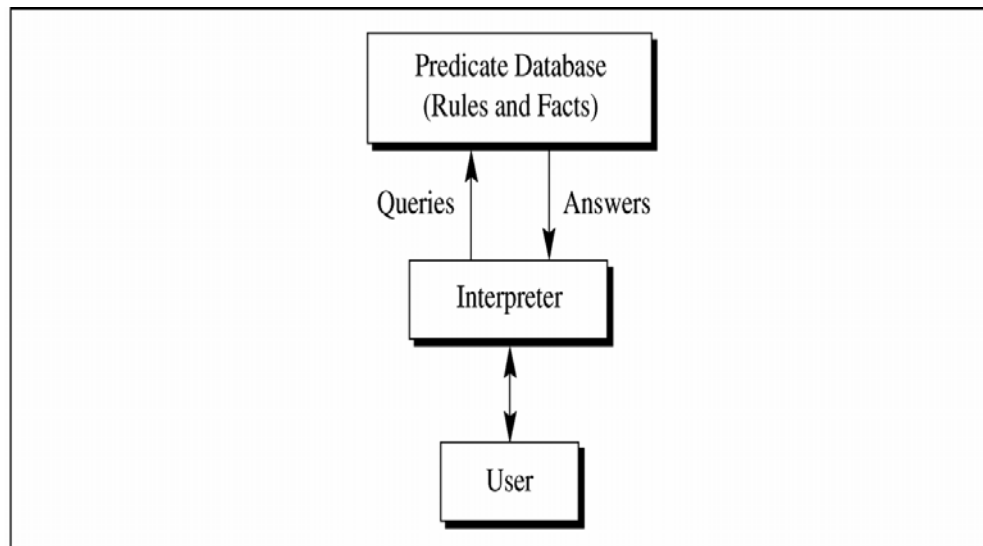 Predicate Database
(Rules and Facts)
Queries
Answers
Interpreter
User